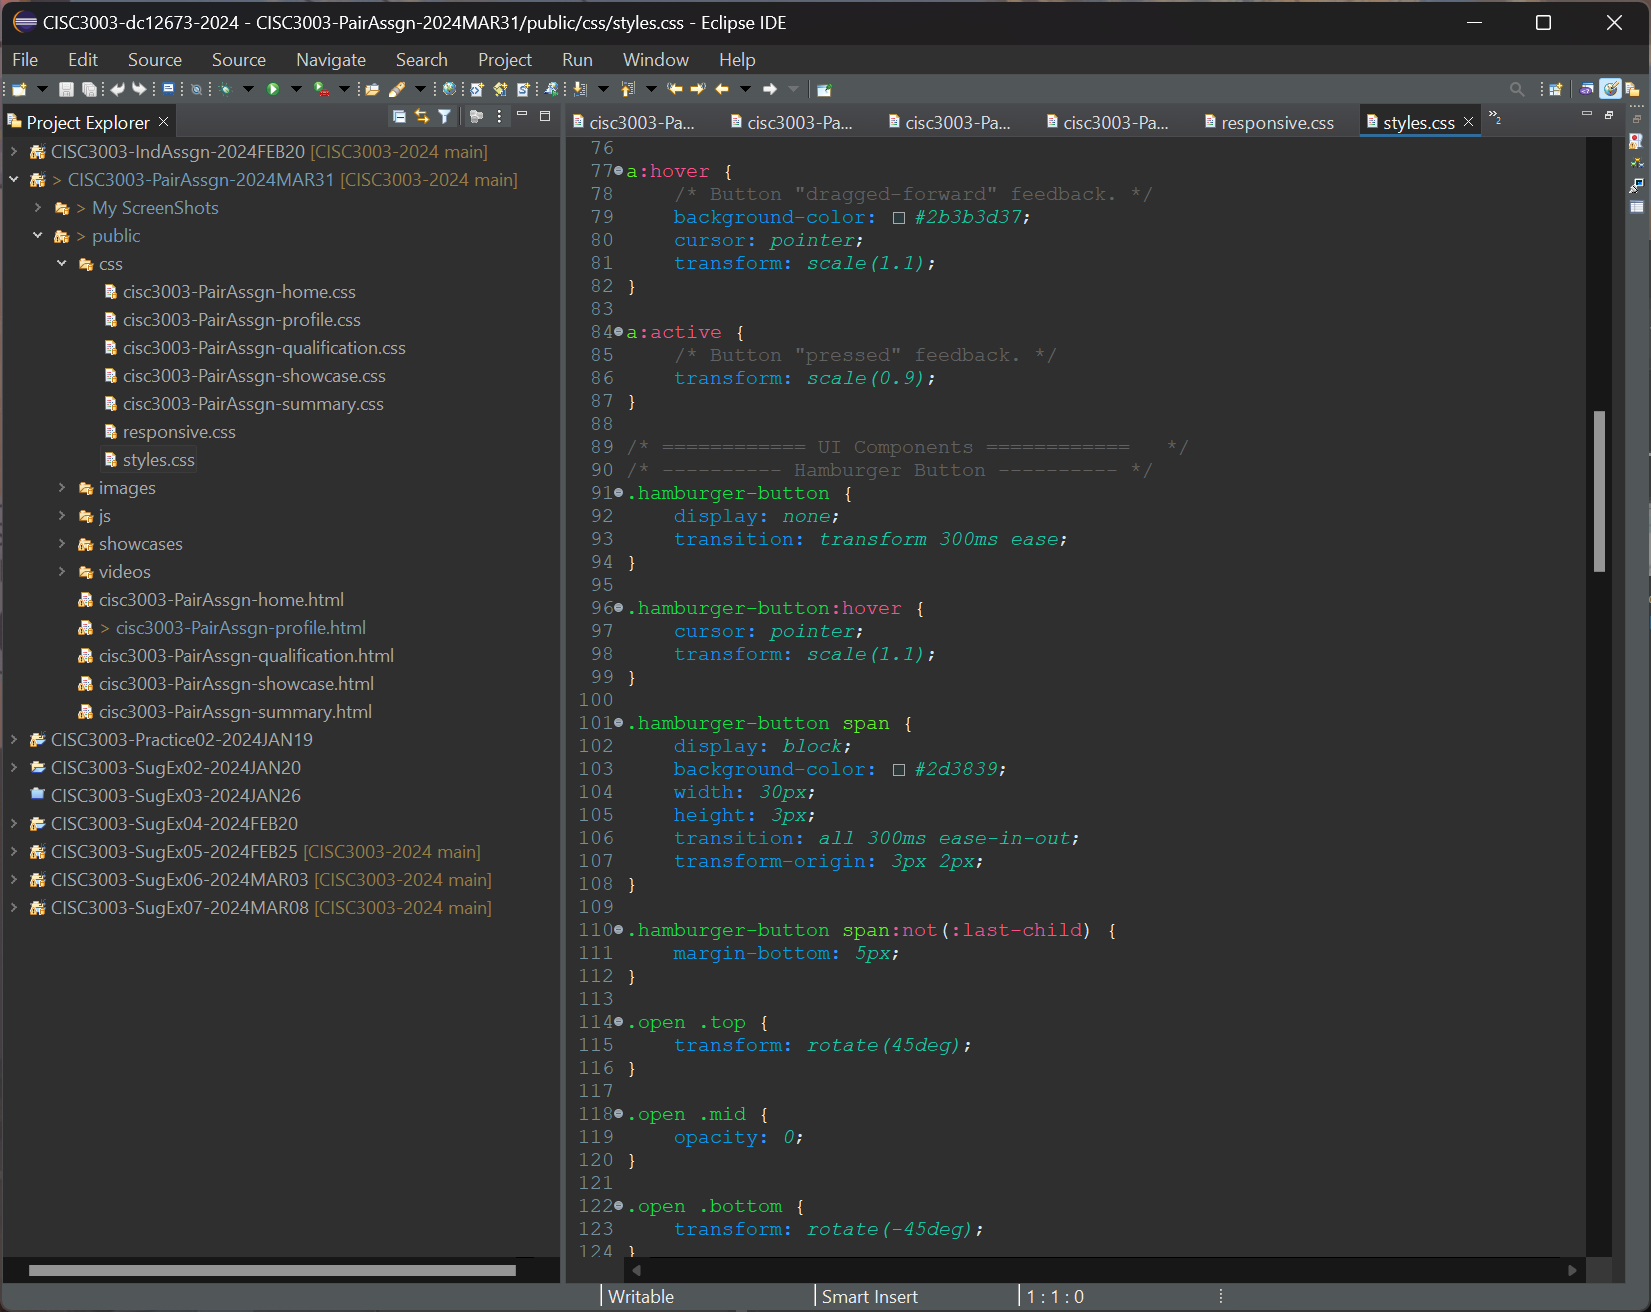 CISC3003-dc12673-2024 - CISC3003-PairAssgn-2024MAR31/public/css/styles.css - Eclipse IDE
File Edit Source Source Navigate Search Project Run Window Help
Project Explorer
CISC3003-IndAssgn-2024FEB20 [CISC3003-2024 main]
> CISC3003-PairAssgn-2024MAR31 [CISC3003-2024 main]
> My ScreenShots
> public
css
cisc3003-PairAssgn-home.css
cisc3003-PairAssgn-profile.css
cisc3003-PairAssgn-qualification.css
cisc3003-PairAssgn-showcase.css
cisc3003-PairAssgn-summary.css
responsive.css
styles.css
images
js
showcases
videos
cisc3003-PairAssgn-home.html
> cisc3003-PairAssgn-profile.html
cisc3003-PairAssgn-qualification.html
cisc3003-PairAssgn-showcase.html
cisc3003-PairAssgn-summary.html
CISC3003-Practice02-2024JAN19
CISC3003-SugEx02-2024JAN20
CISC3003-SugEx03-2024JAN26
CISC3003-SugEx04-2024FEB20
CISC3003-SugEx05-2024FEB25 [CISC3003-2024 main]
CISC3003-SugEx06-2024MAR03 [CISC3003-2024 main]
CISC3003-SugEx07-2024MAR08 [CISC3003-2024 main]
cisc3003-Pa... cisc3003-Pa... cisc3003-Pa... cisc3003-Pa... responsive.css styles.css »2
76
77 a:hover {
78 /* Button "dragged-forward" feedback. */
79 background-color: #2b3b3d37;
80 cursor: pointer;
81 transform: scale(1.1);
82 }
83
84 a:active {
85 /* Button "pressed" feedback. */
86 transform: scale(0.9);
87 }
88
89 /* ============ UI Components ============ */
90 /* ---------- Hamburger Button ---------- */
91 .hamburger-button {
92 display: none;
93 transition: transform 300ms ease;
94 }
95
96 .hamburger-button:hover {
97 cursor: pointer;
98 transform: scale(1.1);
99 }
100
101 .hamburger-button span {
102 display: block;
103 background-color: #2d3839;
104 width: 30px;
105 height: 3px;
106 transition: all 300ms ease-in-out;
107 transform-origin: 3px 2px;
108 }
109
110 .hamburger-button span:not(:last-child) {
111 margin-bottom: 5px;
112 }
113
114 .open .top {
115 transform: rotate(45deg);
116 }
117
118 .open .mid {
119 opacity: 0;
120 }
121
122 .open .bottom {
123 transform: rotate(-45deg);
124 }
Writable Smart Insert 1 : 1 : 0